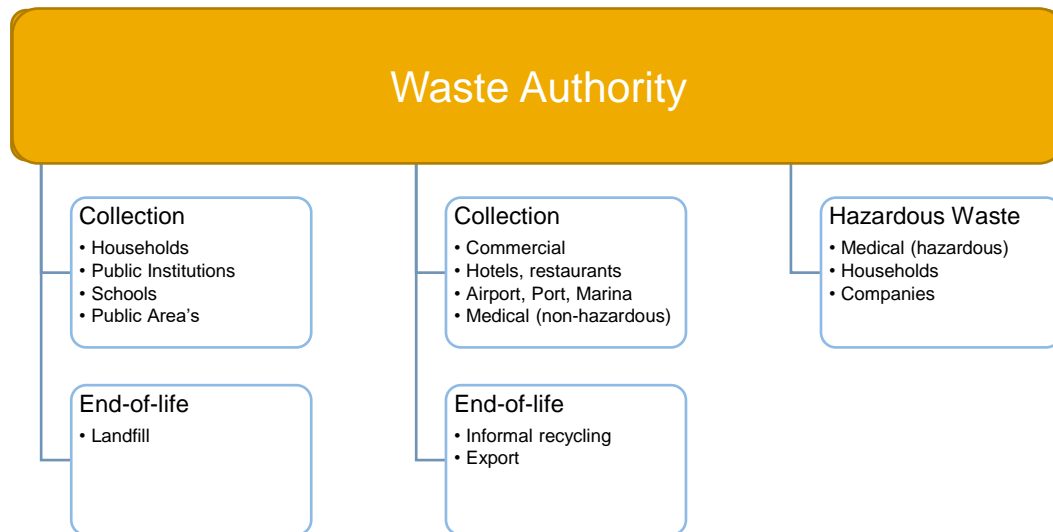 Waste Authority
Collection
• Households
• Public Institutions
• Schools
• Public Area’s
End-of-life
• Landfill
Collection
• Commercial
• Hotels, restaurants
• Airport, Port, Marina
• Medical (non-hazardous)
End-of-life
• Informal recycling
• Export
Hazardous Waste
• Medical (hazardous)
• Households
• Companies